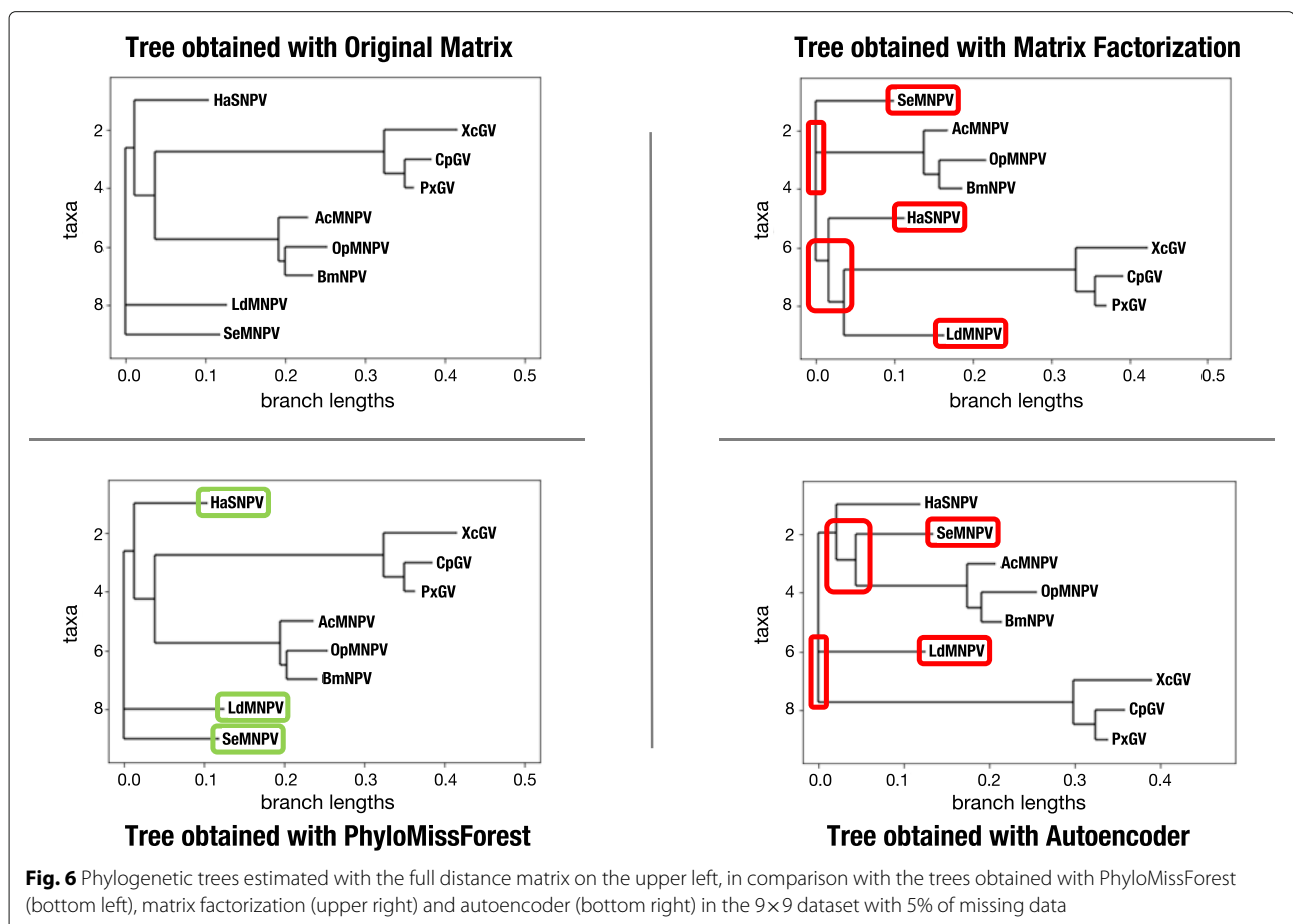 Tree obtained with Original Matrix
HaSNPV
XcGV
CpGV
PxGV
AcMNPV
OpMNPV
BmNPV
LdMNPV
SeMNPV
taxa
2
4
6
8
0.0 0.1 0.2 0.3 0.4 0.5
branch lengths
Tree obtained with Matrix Factorization
SeMNPV
AcMNPV
OpMNPV
BmNPV
HaSNPV
XcGV
CpGV
PxGV
LdMNPV
taxa
2
4
6
8
0.0 0.1 0.2 0.3 0.4 0.5
branch lengths
HaSNPV
XcGV
CpGV
PxGV
AcMNPV
OpMNPV
BmNPV
LdMNPV
SeMNPV
taxa
2
4
6
8
0.0 0.1 0.2 0.3 0.4 0.5
branch lengths
Tree obtained with PhyloMissForest
HaSNPV
SeMNPV
AcMNPV
OpMNPV
BmNPV
LdMNPV
XcGV
CpGV
PxGV
taxa
2
4
6
8
0.0 0.1 0.2 0.3 0.4
branch lengths
Tree obtained with Autoencoder
Fig. 6 Phylogenetic trees estimated with the full distance matrix on the upper left, in comparison with the trees obtained with PhyloMissForest
(bottom left), matrix factorization (upper right) and autoencoder (bottom right) in the 9×9 dataset with 5% of missing data